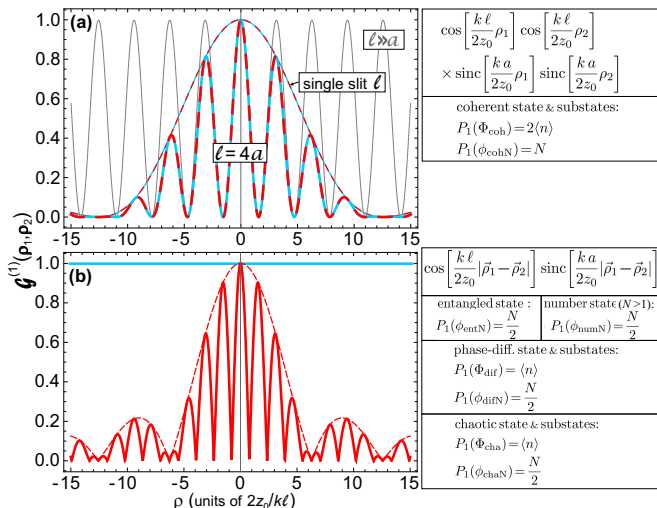 (a)
ℓ≫a
single slit ℓ
ℓ=4a
1.0
0.8
0.6
0.4
0.2
0.0
-15 -10 -5 0 5 10 15
𝒢⁽¹⁾(ρ₁,ρ₂)
(b)
1.0
0.8
0.6
0.4
0.2
0.0
-15 -10 -5 0 5 10 15
ρ (units of 2z₀/kℓ)
cos[kℓ/2z₀ ρ₁] cos[kℓ/2z₀ ρ₂]
× sinc[ka/2z₀ ρ₁] sinc[ka/2z₀ ρ₂]
coherent state & substates:
P₁(Φcoh)=2⟨n⟩
P₁(ϕcohN)=N
cos[kℓ/2z₀ |ρ⃗₁−ρ⃗₂|] sinc[ka/2z₀ |ρ⃗₁−ρ⃗₂|]
entangled state :
P₁(ϕentN)=N/2
number state (N>1):
P₁(ϕnumN)=N/2
phase-diff. state & substates:
P₁(Φdif)=⟨n⟩
P₁(ϕdifN)=N/2
chaotic state & substates:
P₁(Φcha)=⟨n⟩
P₁(ϕchaN)=N/2